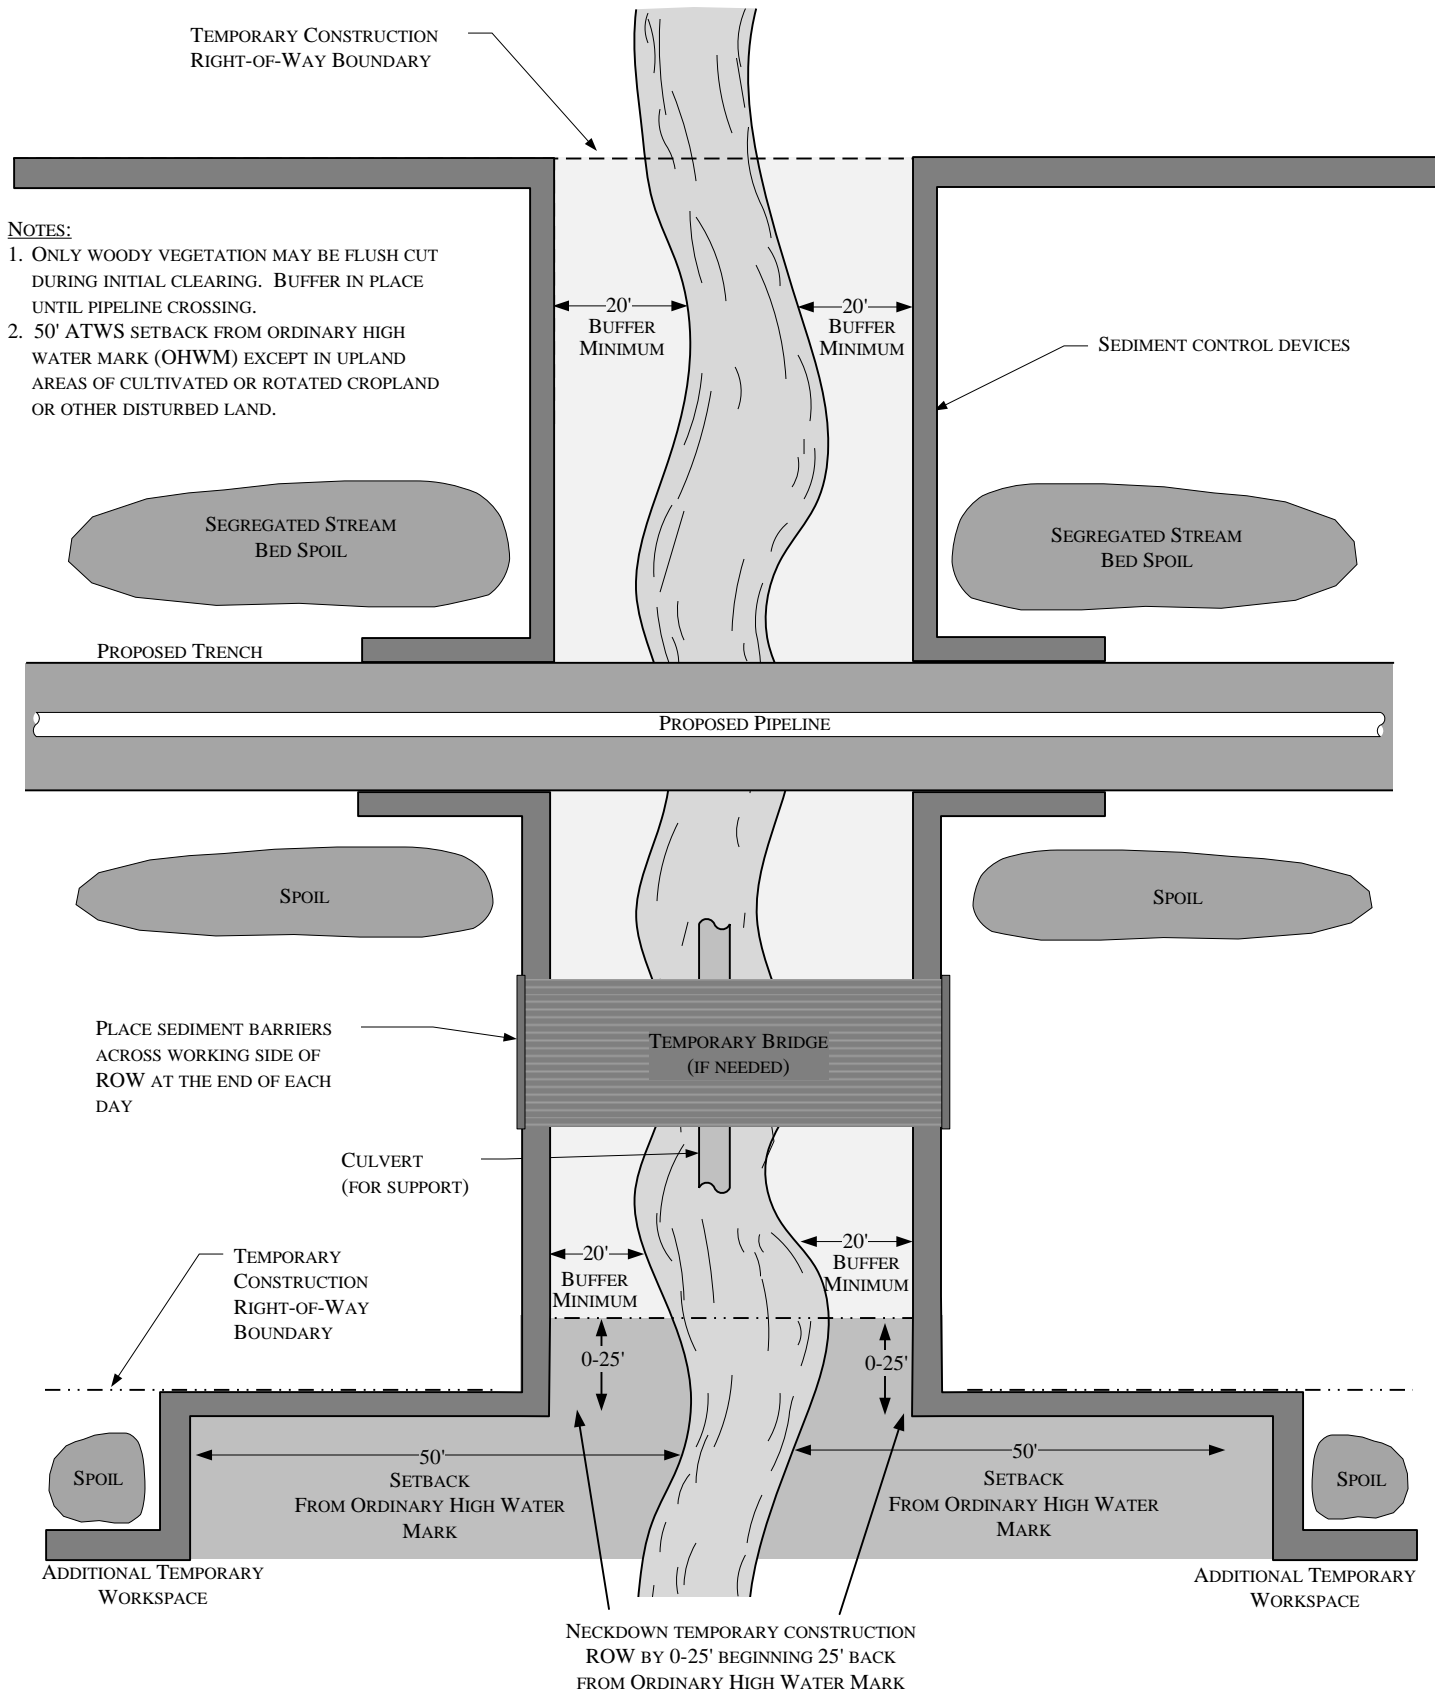 TEMPORARY CONSTRUCTION
RIGHT-OF-WAY BOUNDARY
NOTES:
1. ONLY WOODY VEGETATION MAY BE FLUSH CUT
DURING INITIAL CLEARING. BUFFER IN PLACE
UNTIL PIPELINE CROSSING.
2. 50' ATWS SETBACK FROM ORDINARY HIGH
WATER MARK (OHWM) EXCEPT IN UPLAND
AREAS OF CULTIVATED OR ROTATED CROPLAND
OR OTHER DISTURBED LAND.
20'
BUFFER
MINIMUM
20'
BUFFER
MINIMUM
SEDIMENT CONTROL DEVICES
SEGREGATED STREAM
BED SPOIL
SEGREGATED STREAM
BED SPOIL
PROPOSED TRENCH
PROPOSED PIPELINE
SPOIL
SPOIL
PLACE SEDIMENT BARRIERS
ACROSS WORKING SIDE OF
ROW AT THE END OF EACH
DAY
TEMPORARY BRIDGE
(IF NEEDED)
CULVERT
(FOR SUPPORT)
TEMPORARY
CONSTRUCTION
RIGHT-OF-WAY
BOUNDARY
20'
BUFFER
MINIMUM
20'
BUFFER
MINIMUM
0-25'
0-25'
50'
SETBACK
FROM ORDINARY HIGH WATER
MARK
50'
SETBACK
FROM ORDINARY HIGH WATER
MARK
SPOIL
SPOIL
ADDITIONAL TEMPORARY
WORKSPACE
ADDITIONAL TEMPORARY
WORKSPACE
NECKDOWN TEMPORARY CONSTRUCTION
ROW BY 0-25' BEGINNING 25' BACK
FROM ORDINARY HIGH WATER MARK